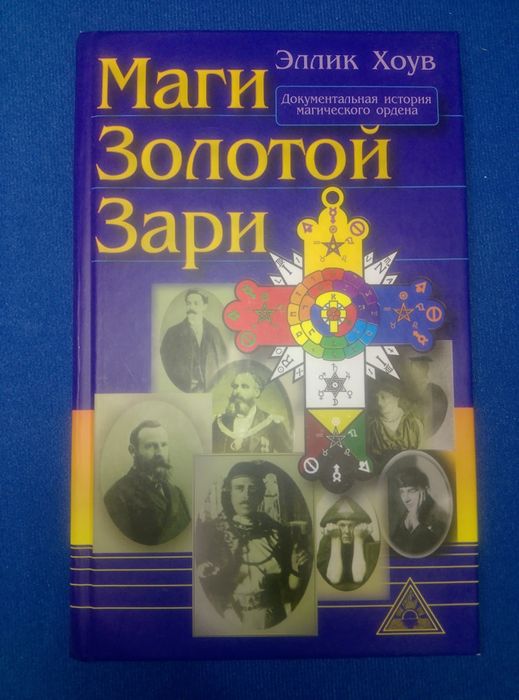 Эллик Хоув
Маги
Документальная история
магического ордена
Золотой
Зари